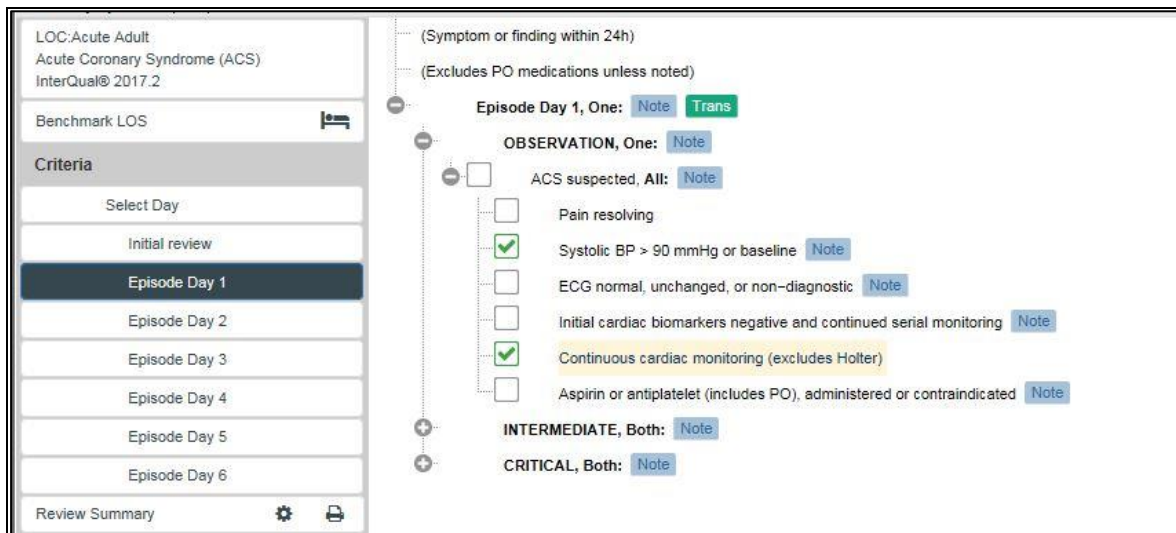 LOC:Acute Adult
Acute Coronary Syndrome (ACS)
InterQual® 2017.2
Benchmark LOS
Criteria
Select Day
Initial review
Episode Day 1
Episode Day 2
Episode Day 3
Episode Day 4
Episode Day 5
Episode Day 6
Review Summary
(Symptom or finding within 24h)
(Excludes PO medications unless noted)
Episode Day 1, One: Note Trans
OBSERVATION, One: Note
ACS suspected, All: Note
Pain resolving
Systolic BP > 90 mmHg or baseline Note
ECG normal, unchanged, or non-diagnostic Note
Initial cardiac biomarkers negative and continued serial monitoring Note
Continuous cardiac monitoring (excludes Holter)
Aspirin or antiplatelet (includes PO), administered or contraindicated Note
INTERMEDIATE, Both: Note
CRITICAL, Both: Note